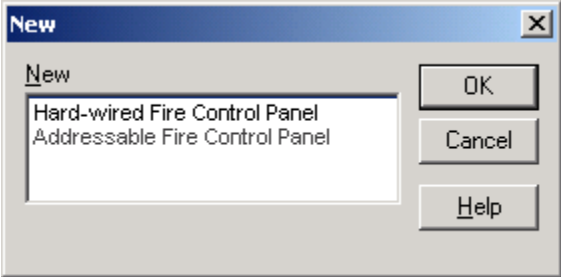 New
New
Hard-wired Fire Control Panel
Addressable Fire Control Panel
OK
Cancel
Help